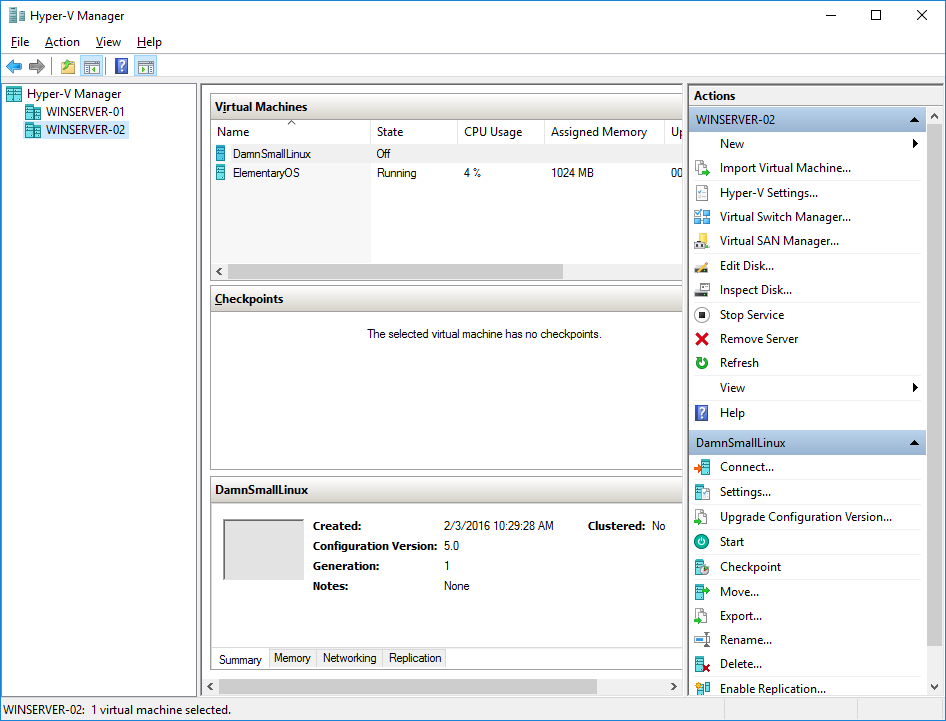 Hyper-V Manager
File Action View Help
Hyper-V Manager
WINSERVER-01
WINSERVER-02
Virtual Machines
Name State CPU Usage Assigned Memory Up
DamnSmallLinux Off
ElementaryOS Running 4 % 1024 MB 00
Checkpoints
The selected virtual machine has no checkpoints.
DamnSmallLinux
Created: 2/3/2016 10:29:28 AM Clustered: No
Configuration Version: 5.0
Generation: 1
Notes: None
Summary Memory Networking Replication
Actions
WINSERVER-02
New
Import Virtual Machine...
Hyper-V Settings...
Virtual Switch Manager...
Virtual SAN Manager...
Edit Disk...
Inspect Disk...
Stop Service
Remove Server
Refresh
View
Help
DamnSmallLinux
Connect...
Settings...
Upgrade Configuration Version...
Start
Checkpoint
Move...
Export...
Rename...
Delete...
Enable Replication...
WINSERVER-02: 1 virtual machine selected.